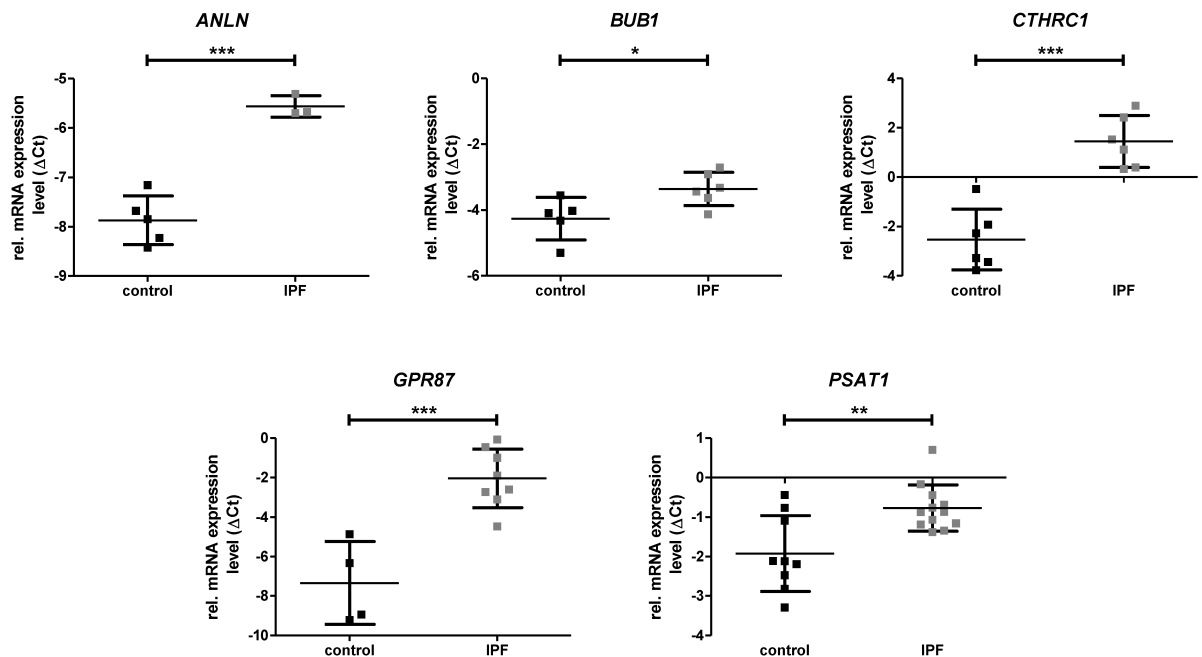 ANLN
***
rel. mRNA expression
level (ΔCt)
-5
-6
-7
-8
-9
control
IPF
BUB1
*
rel. mRNA expression
level (ΔCt)
0
-2
-4
-6
control
IPF
CTHRC1
***
rel. mRNA expression
level (ΔCt)
4
2
0
-2
-4
control
IPF
GPR87
***
rel. mRNA expression
level (ΔCt)
0
-2
-4
-6
-8
-10
control
IPF
PSAT1
**
rel. mRNA expression
level (ΔCt)
1
0
-1
-2
-3
-4
control
IPF